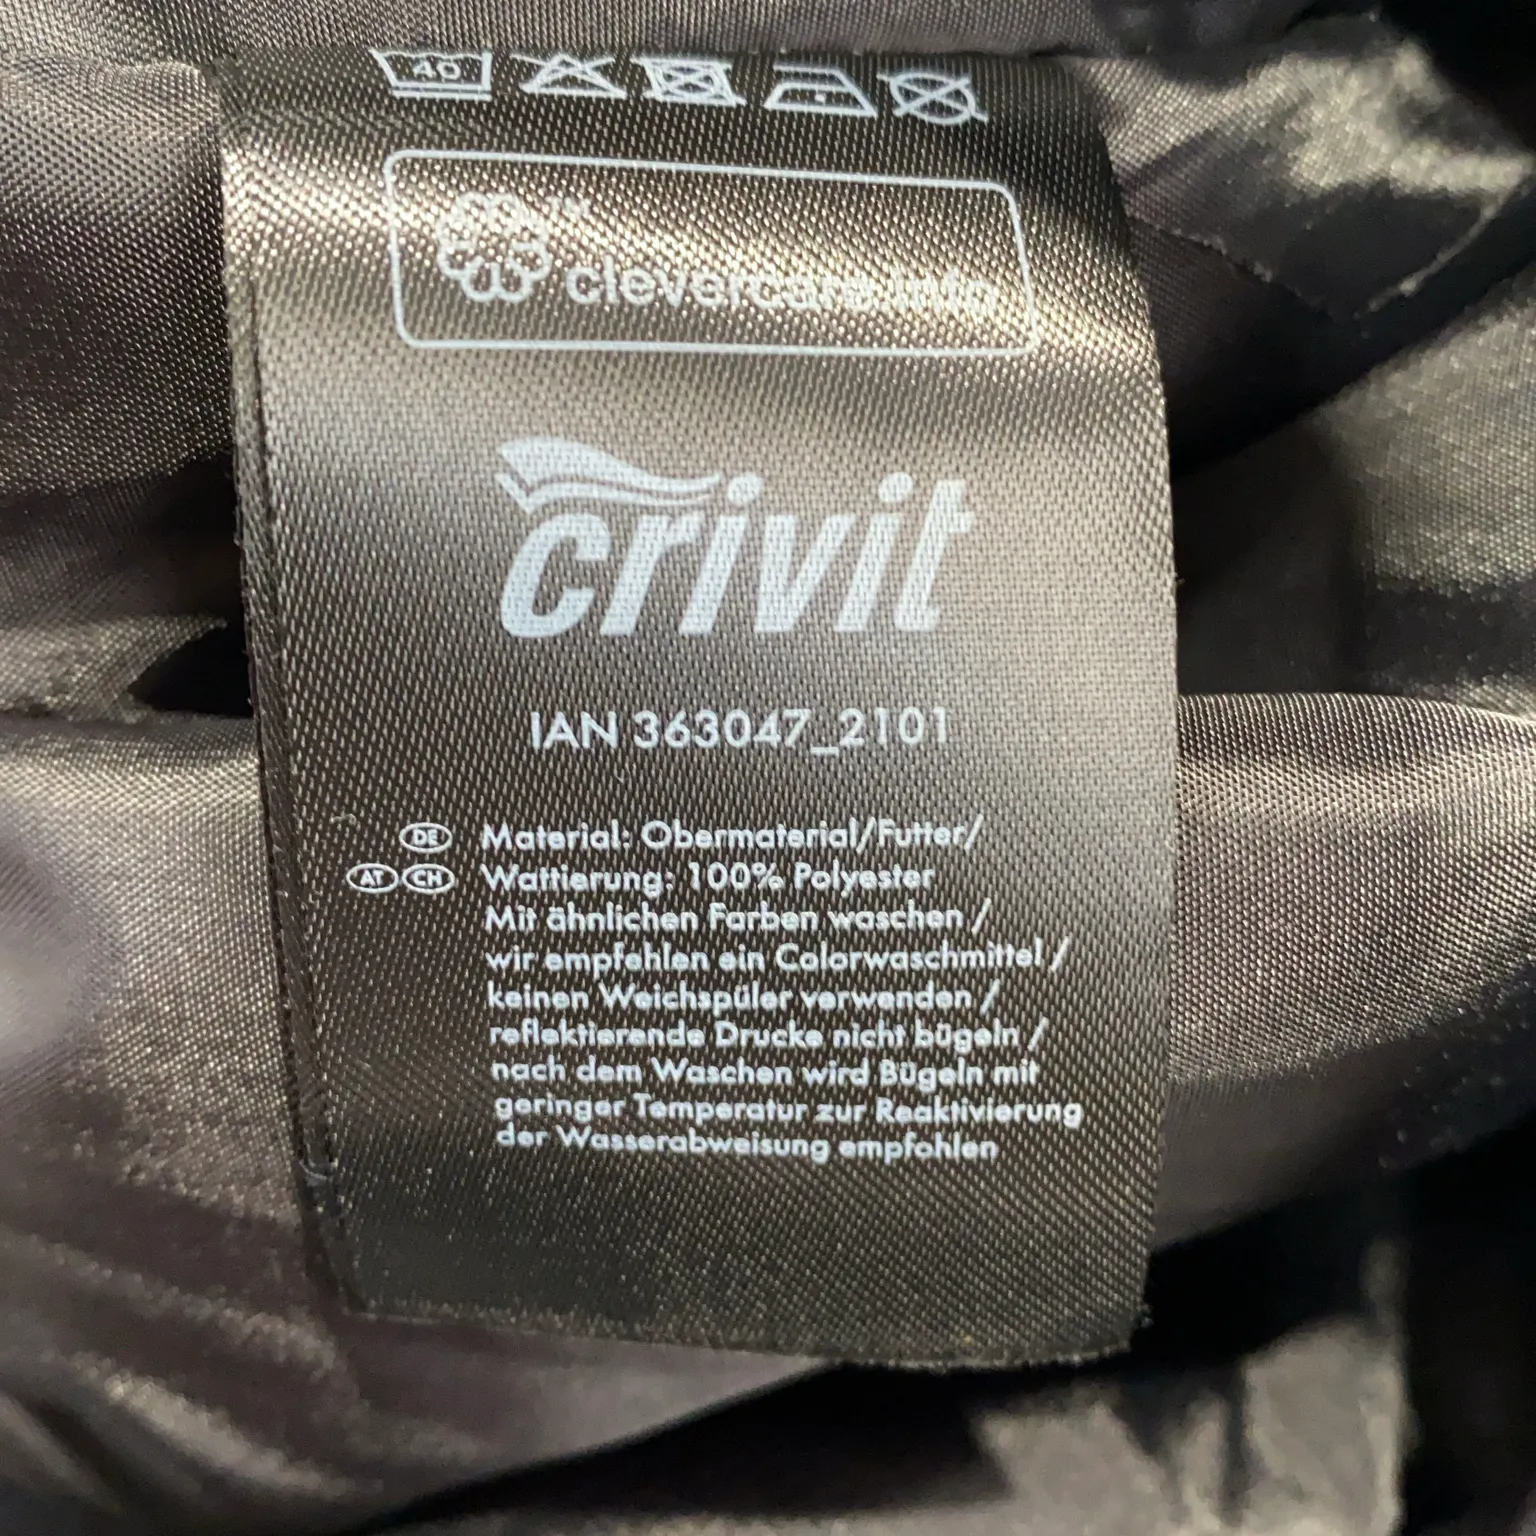 40
TM
clevercare.info
crivit
IAN 363047_2101
DE Material: Obermaterial/Futter/
AT CH Wattierung: 100% Polyester
Mit ähnlichen Farben waschen /
wir empfehlen ein Colorwaschmittel /
keinen Weichspüler verwenden /
reflektierende Drucke nicht bügeln /
nach dem Waschen wird Bügeln mit
geringer Temperatur zur Reaktivierung
der Wasserabweisung empfohlen